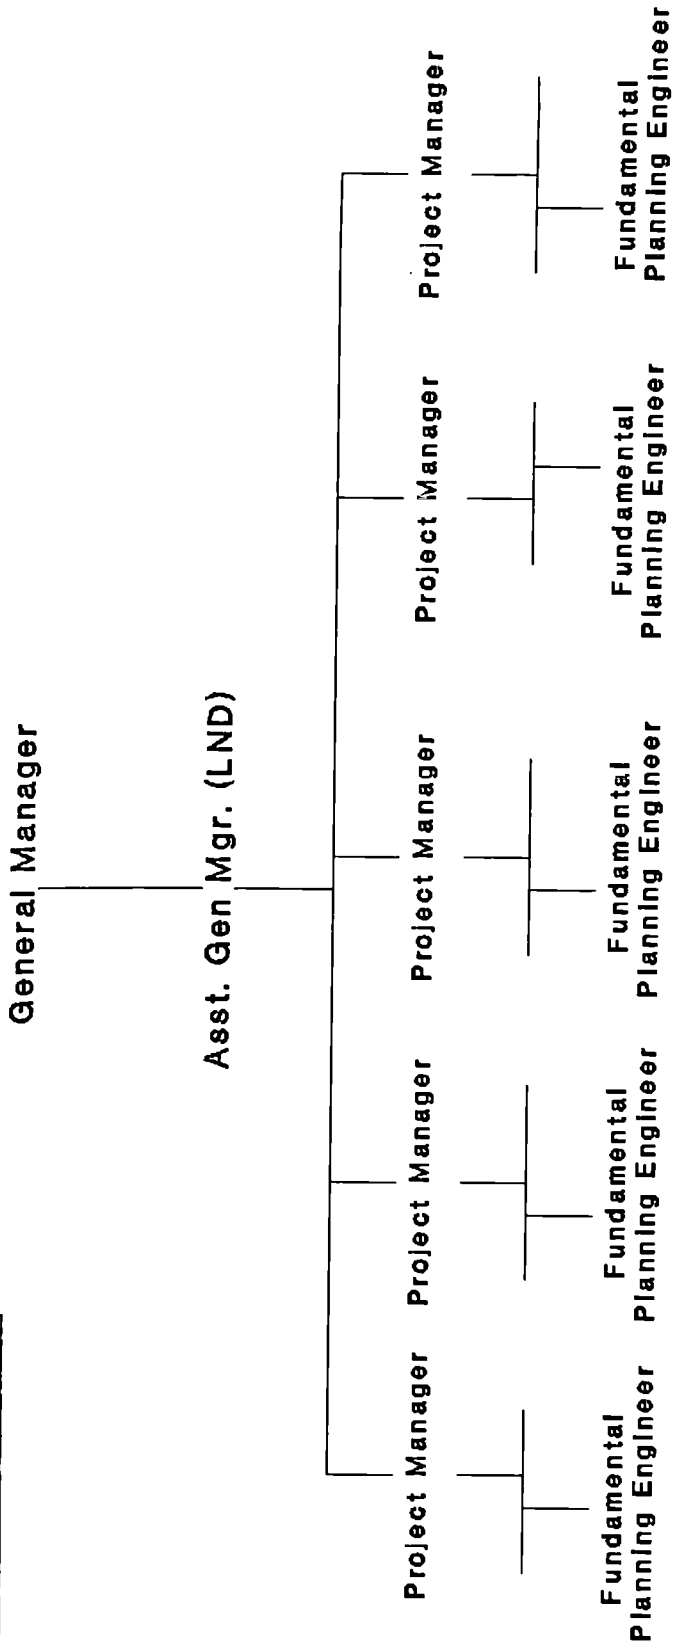 General Manager
Asst. Gen Mgr. (LND)
Project Manager
Project Manager
Project Manager
Project Manager
Project Manager
Fundamental
Planning Engineer
Fundamental
Planning Engineer
Fundamental
Planning Engineer
Fundamental
Planning Engineer
Fundamental
Planning Engineer